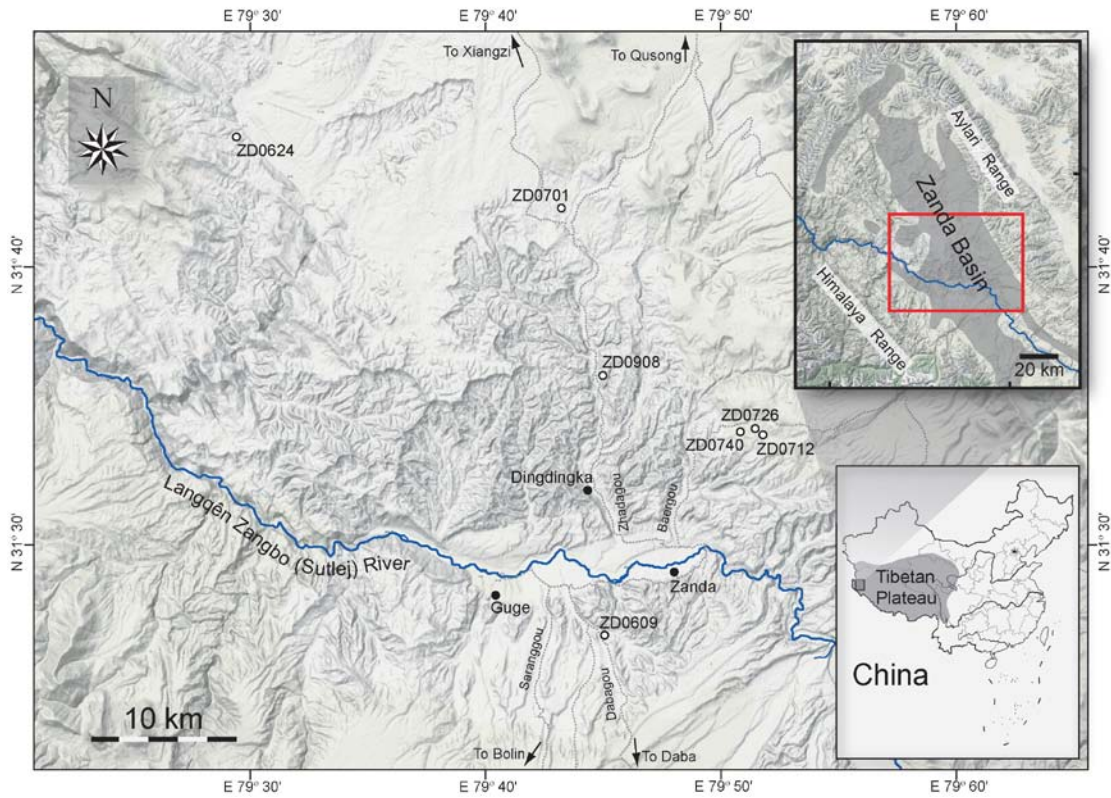 E 79° 30'
E 79° 40'
E 79° 50'
E 79° 60'
To Xiangzi
To Qusong
N
ZD0624
ZD0701
Aylari Range
Zanda Basin
Himalaya Range
20 km
N 31° 40'
N 31° 40'
ZD0908
ZD0726
ZD0740
ZD0712
Dingdingka
Zhadagou
Baergou
Langqên Zangbo (Sutlej) River
N 31° 30'
N 31° 30'
Zanda
Guge
ZD0609
Saranggou
Dabagou
Tibetan
Plateau
China
10 km
To Bolin
To Daba
E 79° 30'
E 79° 40'
E 79° 50'
E 79° 60'